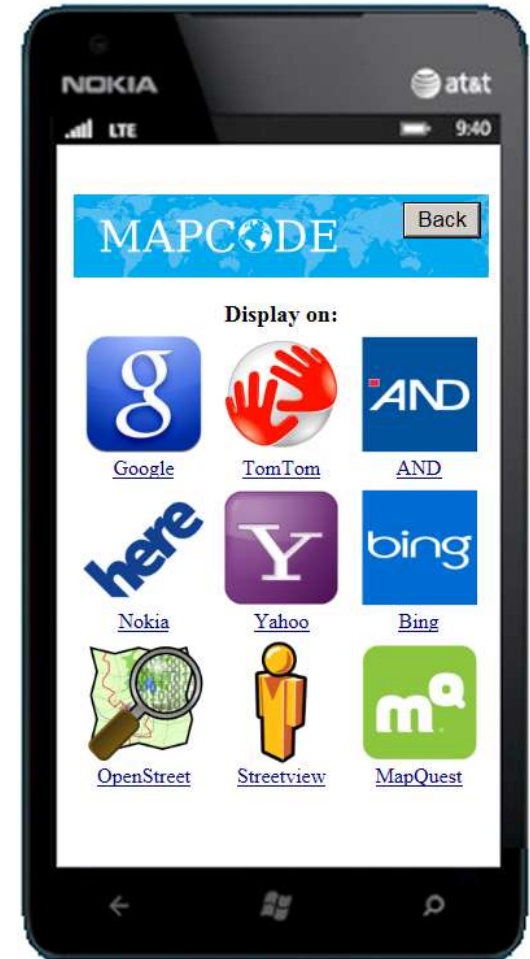 NOKIA at&t
LTE 9:40
MAPCODE Back
Display on:
g AND
Google TomTom AND
here Y bing
Nokia Yahoo Bing
mQ
OpenStreet Streetview MapQuest